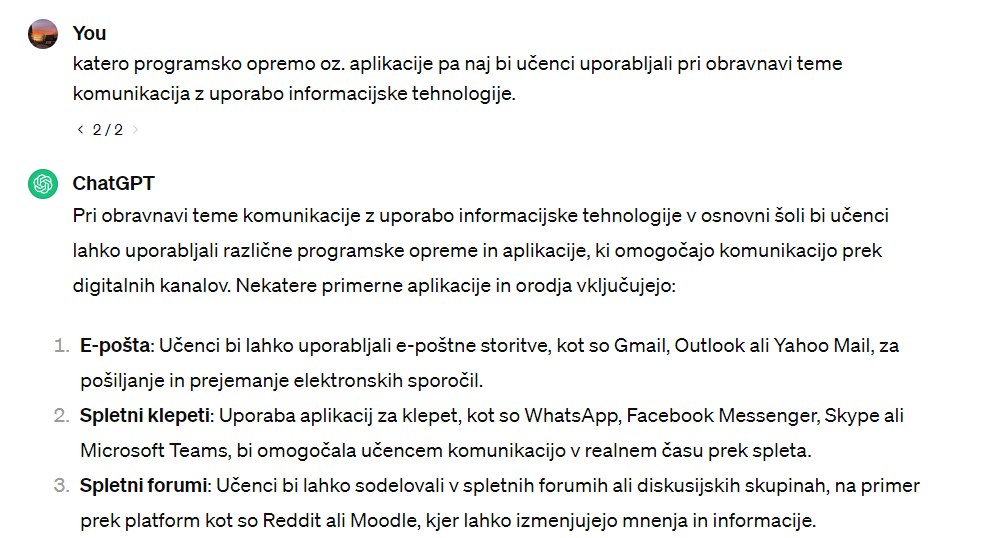 You
katero programsko opremo oz. aplikacije pa naj bi učenci uporabljali pri obravnavi teme
komunikacija z uporabo informacijske tehnologije.
< 2 / 2 >
ChatGPT
Pri obravnavi teme komunikacije z uporabo informacijske tehnologije v osnovni šoli bi učenci
lahko uporabljali različne programske opreme in aplikacije, ki omogočajo komunikacijo prek
digitalnih kanalov. Nekatere primerne aplikacije in orodja vključujejo:
1. E-pošta: Učenci bi lahko uporabljali e-poštne storitve, kot so Gmail, Outlook ali Yahoo Mail, za
pošiljanje in prejemanje elektronskih sporočil.
2. Spletni klepeti: Uporaba aplikacij za klepet, kot so WhatsApp, Facebook Messenger, Skype ali
Microsoft Teams, bi omogočala učencem komunikacijo v realnem času prek spleta.
3. Spletni forumi: Učenci bi lahko sodelovali v spletnih forumih ali diskusijskih skupinah, na primer
prek platform kot so Reddit ali Moodle, kjer lahko izmenjujejo mnenja in informacije.